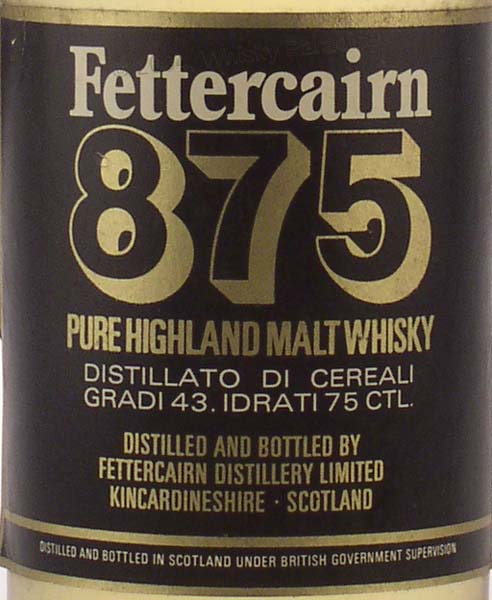 Fettercairn
875
PURE HIGHLAND MALT WHISKY
DISTILLATO DI CEREALI
GRADI 43. IDRATI 75 CTL.
DISTILLED AND BOTTLED BY
FETTERCAIRN DISTILLERY LIMITED
KINCARDINESHIRE · SCOTLAND
DISTILLED AND BOTTLED IN SCOTLAND UNDER BRITISH GOVERNMENT SUPERVISION